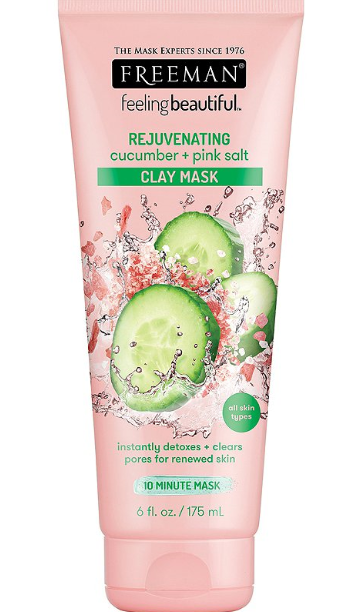 THE MASK EXPERTS SINCE 1976
FREEMAN®
feelingbeautiful™
REJUVENATING
cucumber + pink salt
CLAY MASK
all skin
types
instantly detoxes + clears
pores for renewed skin
10 MINUTE MASK
6 fl. oz. / 175 mL